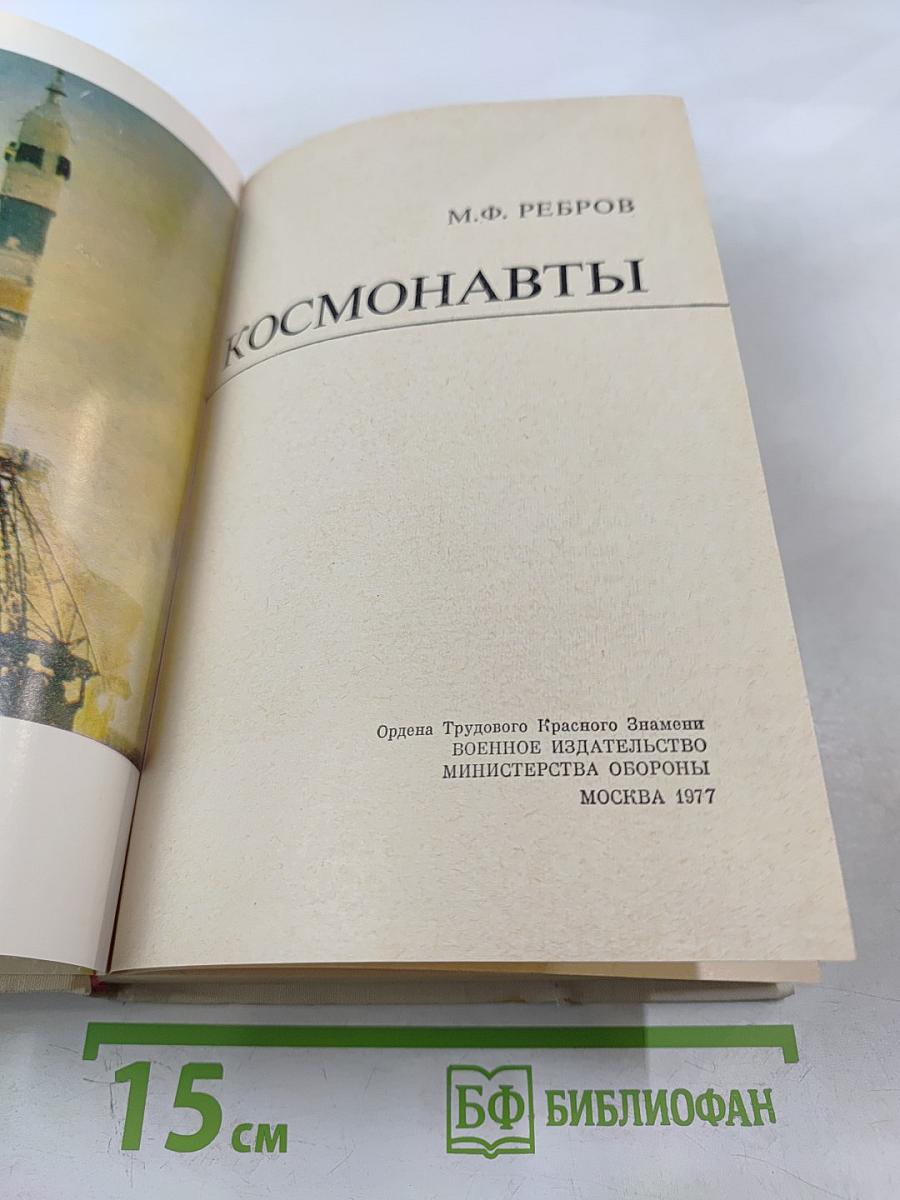 М.Ф. РЕБРОВ
КОСМОНАВТЫ
Ордена Трудового Красного Знамени
ВОЕННОЕ ИЗДАТЕЛЬСТВО
МИНИСТЕРСТВА ОБОРОНЫ
МОСКВА 1977
15 см
БФ БИБЛИОФАН